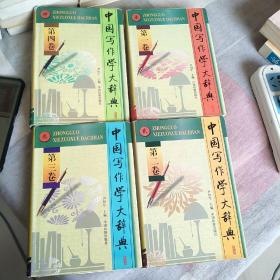 ZHONGGUO
XIEZUOXUE DACIDIAN
第四卷
中国写作学大辞典
ZHONGGUO
XIEZUOXUE DACIDIAN
第一卷
中国写作学大辞典
ZHONGGUO
XIEZUOXUE DACIDIAN
第三卷
中国写作学大辞典
ZHONGGUO
XIEZUOXUE DACIDIAN
第二卷
中国写作学大辞典